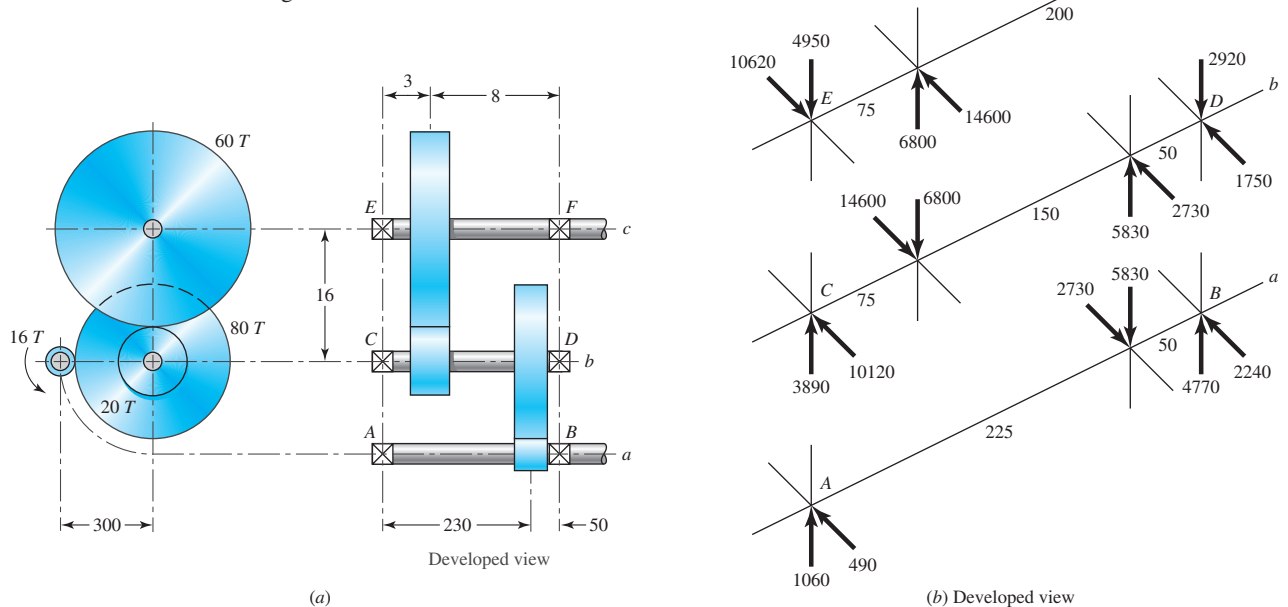 3
8
60 T
E
F
c
16
16 T
80 T
C
D
b
20 T
A
B
a
300
230
50
Developed view
(a)
200
4950
10620
2920
E
75
D
b
14600
6800
50
1750
14600
6800
150
2730
5830
C
75
2730
5830
B
a
50
3890
10120
4770
2240
225
A
1060
490
(b) Developed view